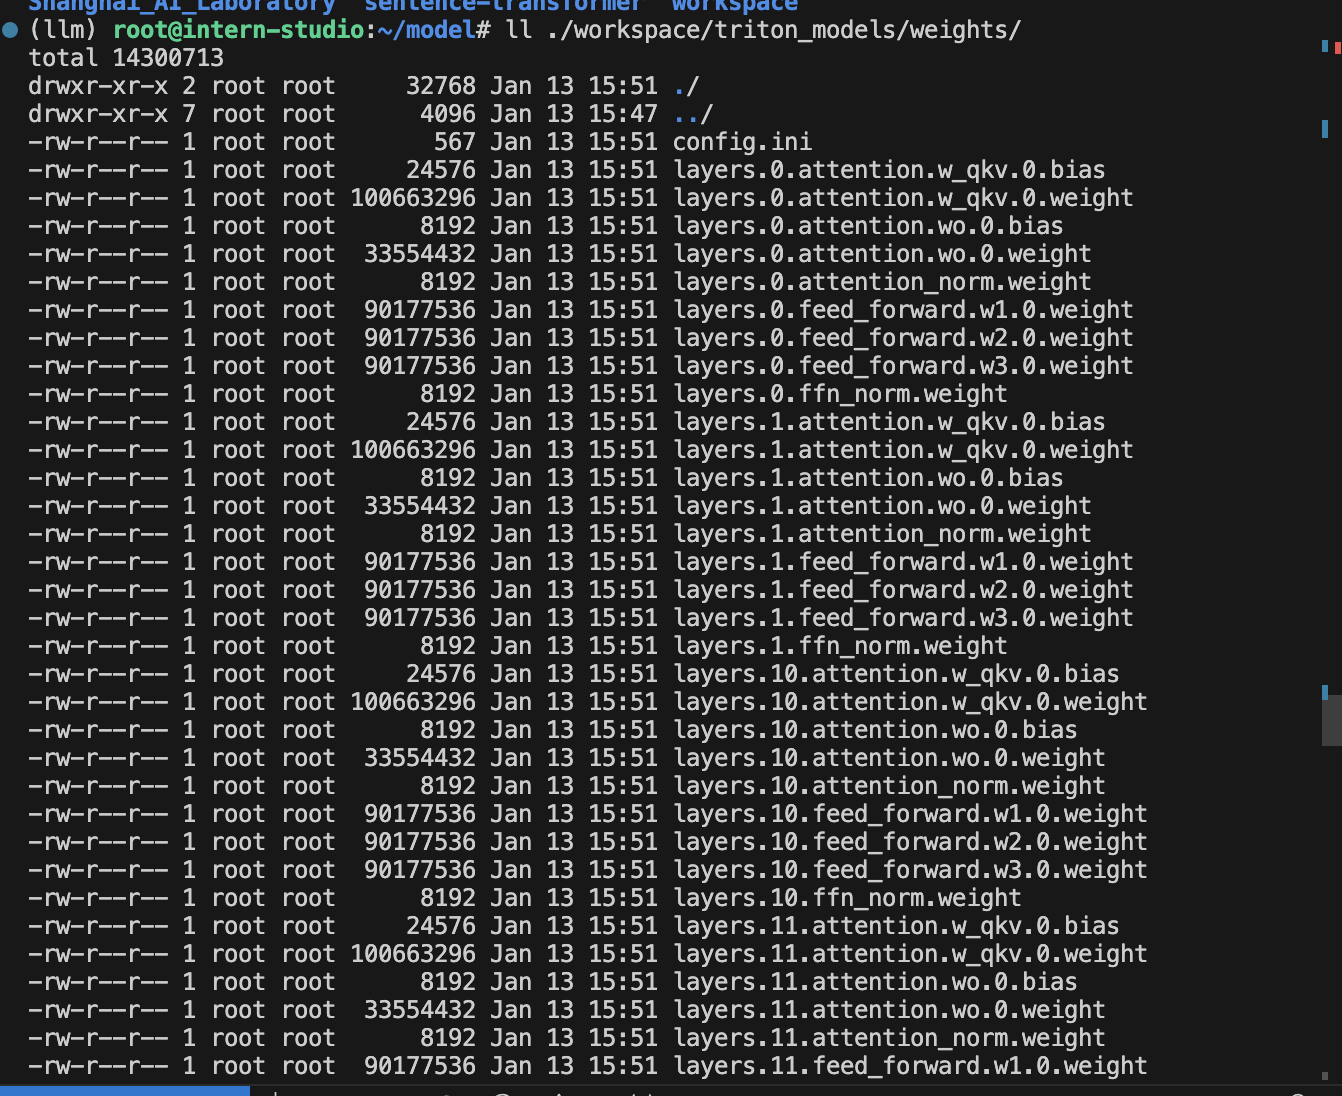 Shanghai_AI_Laboratory  sentence-transformer  workspace
(llm) root@intern-studio:~/model# ll ./workspace/triton_models/weights/
total 14300713
drwxr-xr-x 2 root root     32768 Jan 13 15:51 ./
drwxr-xr-x 7 root root      4096 Jan 13 15:47 ../
-rw-r--r-- 1 root root       567 Jan 13 15:51 config.ini
-rw-r--r-- 1 root root     24576 Jan 13 15:51 layers.0.attention.w_qkv.0.bias
-rw-r--r-- 1 root root 100663296 Jan 13 15:51 layers.0.attention.w_qkv.0.weight
-rw-r--r-- 1 root root      8192 Jan 13 15:51 layers.0.attention.wo.0.bias
-rw-r--r-- 1 root root  33554432 Jan 13 15:51 layers.0.attention.wo.0.weight
-rw-r--r-- 1 root root      8192 Jan 13 15:51 layers.0.attention_norm.weight
-rw-r--r-- 1 root root  90177536 Jan 13 15:51 layers.0.feed_forward.w1.0.weight
-rw-r--r-- 1 root root  90177536 Jan 13 15:51 layers.0.feed_forward.w2.0.weight
-rw-r--r-- 1 root root  90177536 Jan 13 15:51 layers.0.feed_forward.w3.0.weight
-rw-r--r-- 1 root root      8192 Jan 13 15:51 layers.0.ffn_norm.weight
-rw-r--r-- 1 root root     24576 Jan 13 15:51 layers.1.attention.w_qkv.0.bias
-rw-r--r-- 1 root root 100663296 Jan 13 15:51 layers.1.attention.w_qkv.0.weight
-rw-r--r-- 1 root root      8192 Jan 13 15:51 layers.1.attention.wo.0.bias
-rw-r--r-- 1 root root  33554432 Jan 13 15:51 layers.1.attention.wo.0.weight
-rw-r--r-- 1 root root      8192 Jan 13 15:51 layers.1.attention_norm.weight
-rw-r--r-- 1 root root  90177536 Jan 13 15:51 layers.1.feed_forward.w1.0.weight
-rw-r--r-- 1 root root  90177536 Jan 13 15:51 layers.1.feed_forward.w2.0.weight
-rw-r--r-- 1 root root  90177536 Jan 13 15:51 layers.1.feed_forward.w3.0.weight
-rw-r--r-- 1 root root      8192 Jan 13 15:51 layers.1.ffn_norm.weight
-rw-r--r-- 1 root root     24576 Jan 13 15:51 layers.10.attention.w_qkv.0.bias
-rw-r--r-- 1 root root 100663296 Jan 13 15:51 layers.10.attention.w_qkv.0.weight
-rw-r--r-- 1 root root      8192 Jan 13 15:51 layers.10.attention.wo.0.bias
-rw-r--r-- 1 root root  33554432 Jan 13 15:51 layers.10.attention.wo.0.weight
-rw-r--r-- 1 root root      8192 Jan 13 15:51 layers.10.attention_norm.weight
-rw-r--r-- 1 root root  90177536 Jan 13 15:51 layers.10.feed_forward.w1.0.weight
-rw-r--r-- 1 root root  90177536 Jan 13 15:51 layers.10.feed_forward.w2.0.weight
-rw-r--r-- 1 root root  90177536 Jan 13 15:51 layers.10.feed_forward.w3.0.weight
-rw-r--r-- 1 root root      8192 Jan 13 15:51 layers.10.ffn_norm.weight
-rw-r--r-- 1 root root     24576 Jan 13 15:51 layers.11.attention.w_qkv.0.bias
-rw-r--r-- 1 root root 100663296 Jan 13 15:51 layers.11.attention.w_qkv.0.weight
-rw-r--r-- 1 root root      8192 Jan 13 15:51 layers.11.attention.wo.0.bias
-rw-r--r-- 1 root root  33554432 Jan 13 15:51 layers.11.attention.wo.0.weight
-rw-r--r-- 1 root root      8192 Jan 13 15:51 layers.11.attention_norm.weight
-rw-r--r-- 1 root root  90177536 Jan 13 15:51 layers.11.feed_forward.w1.0.weight